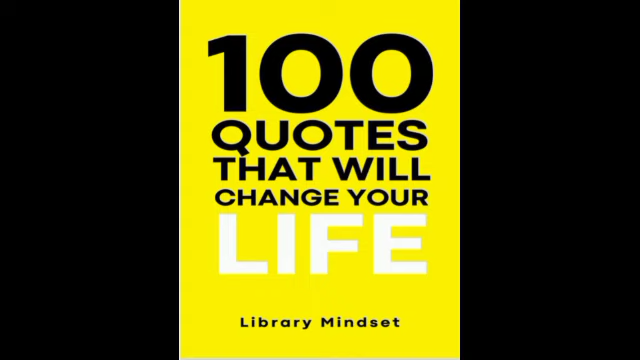 100
QUOTES
THAT WILL
CHANGE YOUR
LIFE
Library Mindset